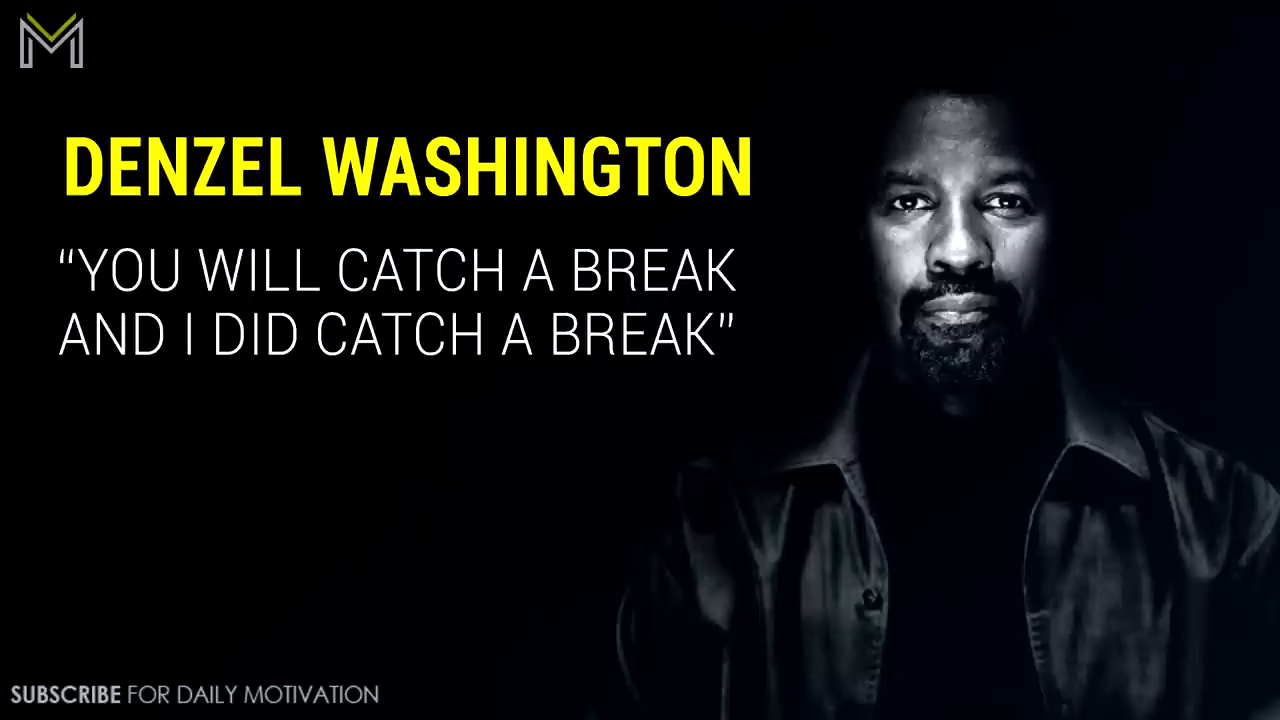 DENZEL WASHINGTON
“YOU WILL CATCH A BREAK
AND I DID CATCH A BREAK”
SUBSCRIBE FOR DAILY MOTIVATION